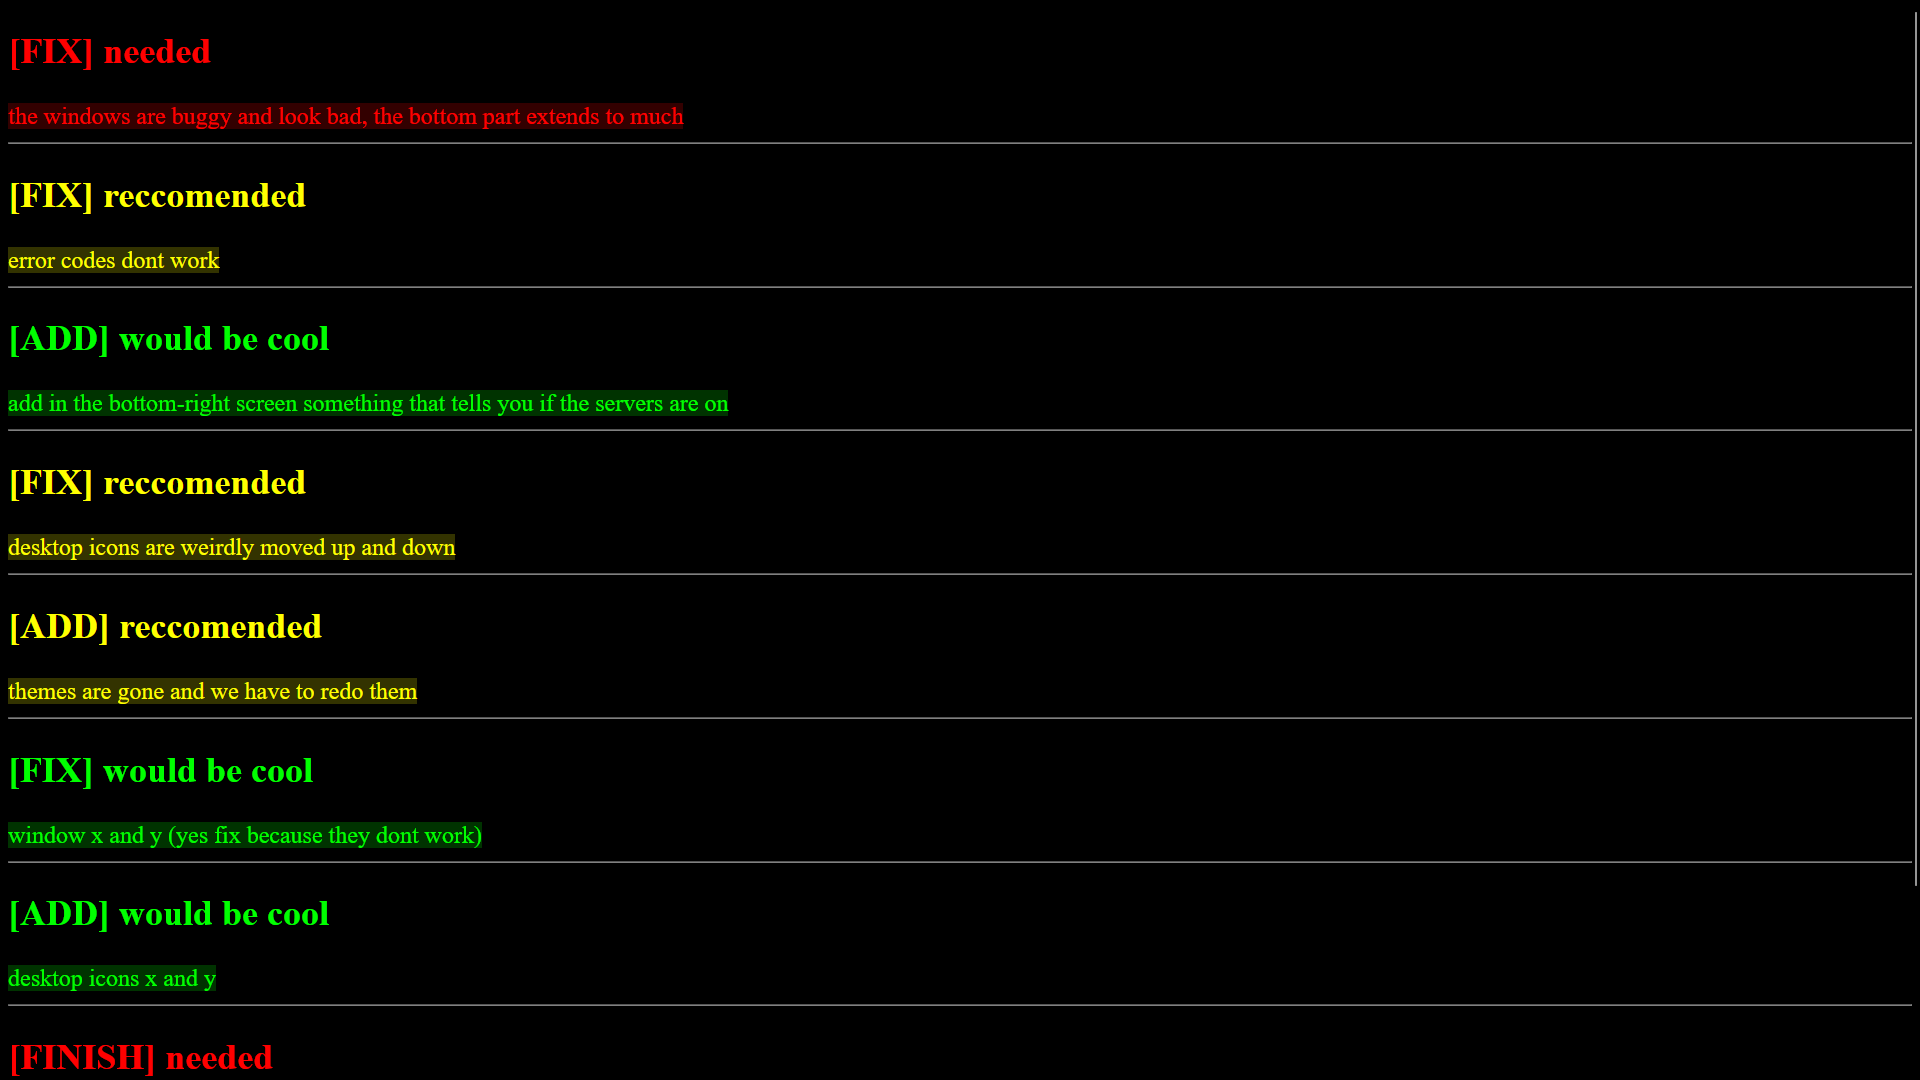 [FIX] needed
the windows are buggy and look bad, the bottom part extends to much
[FIX] reccomended
error codes dont work
[ADD] would be cool
add in the bottom-right screen something that tells you if the servers are on
[FIX] reccomended
desktop icons are weirdly moved up and down
[ADD] reccomended
themes are gone and we have to redo them
[FIX] would be cool
window x and y (yes fix because they dont work)
[ADD] would be cool
desktop icons x and y
[FINISH] needed